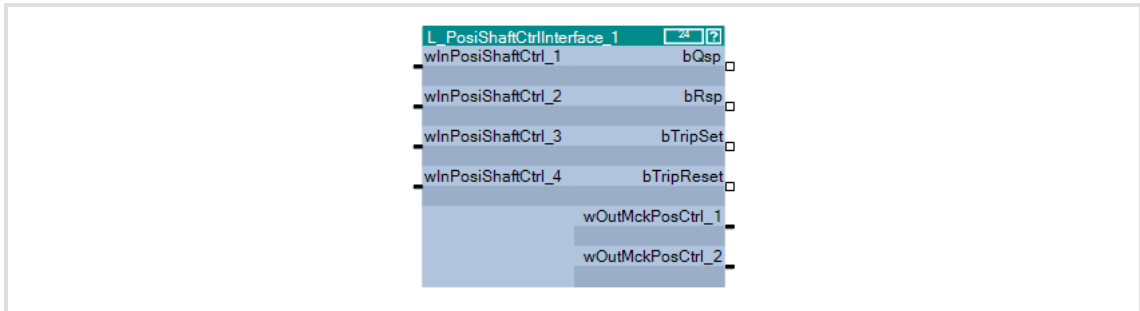 L_PosiShaftCtrlInterface_1 24 ?
wInPosiShaftCtrl_1 bQsp
wInPosiShaftCtrl_2 bRsp
wInPosiShaftCtrl_3 bTripSet
wInPosiShaftCtrl_4 bTripReset
wOutMckPosCtrl_1
wOutMckPosCtrl_2